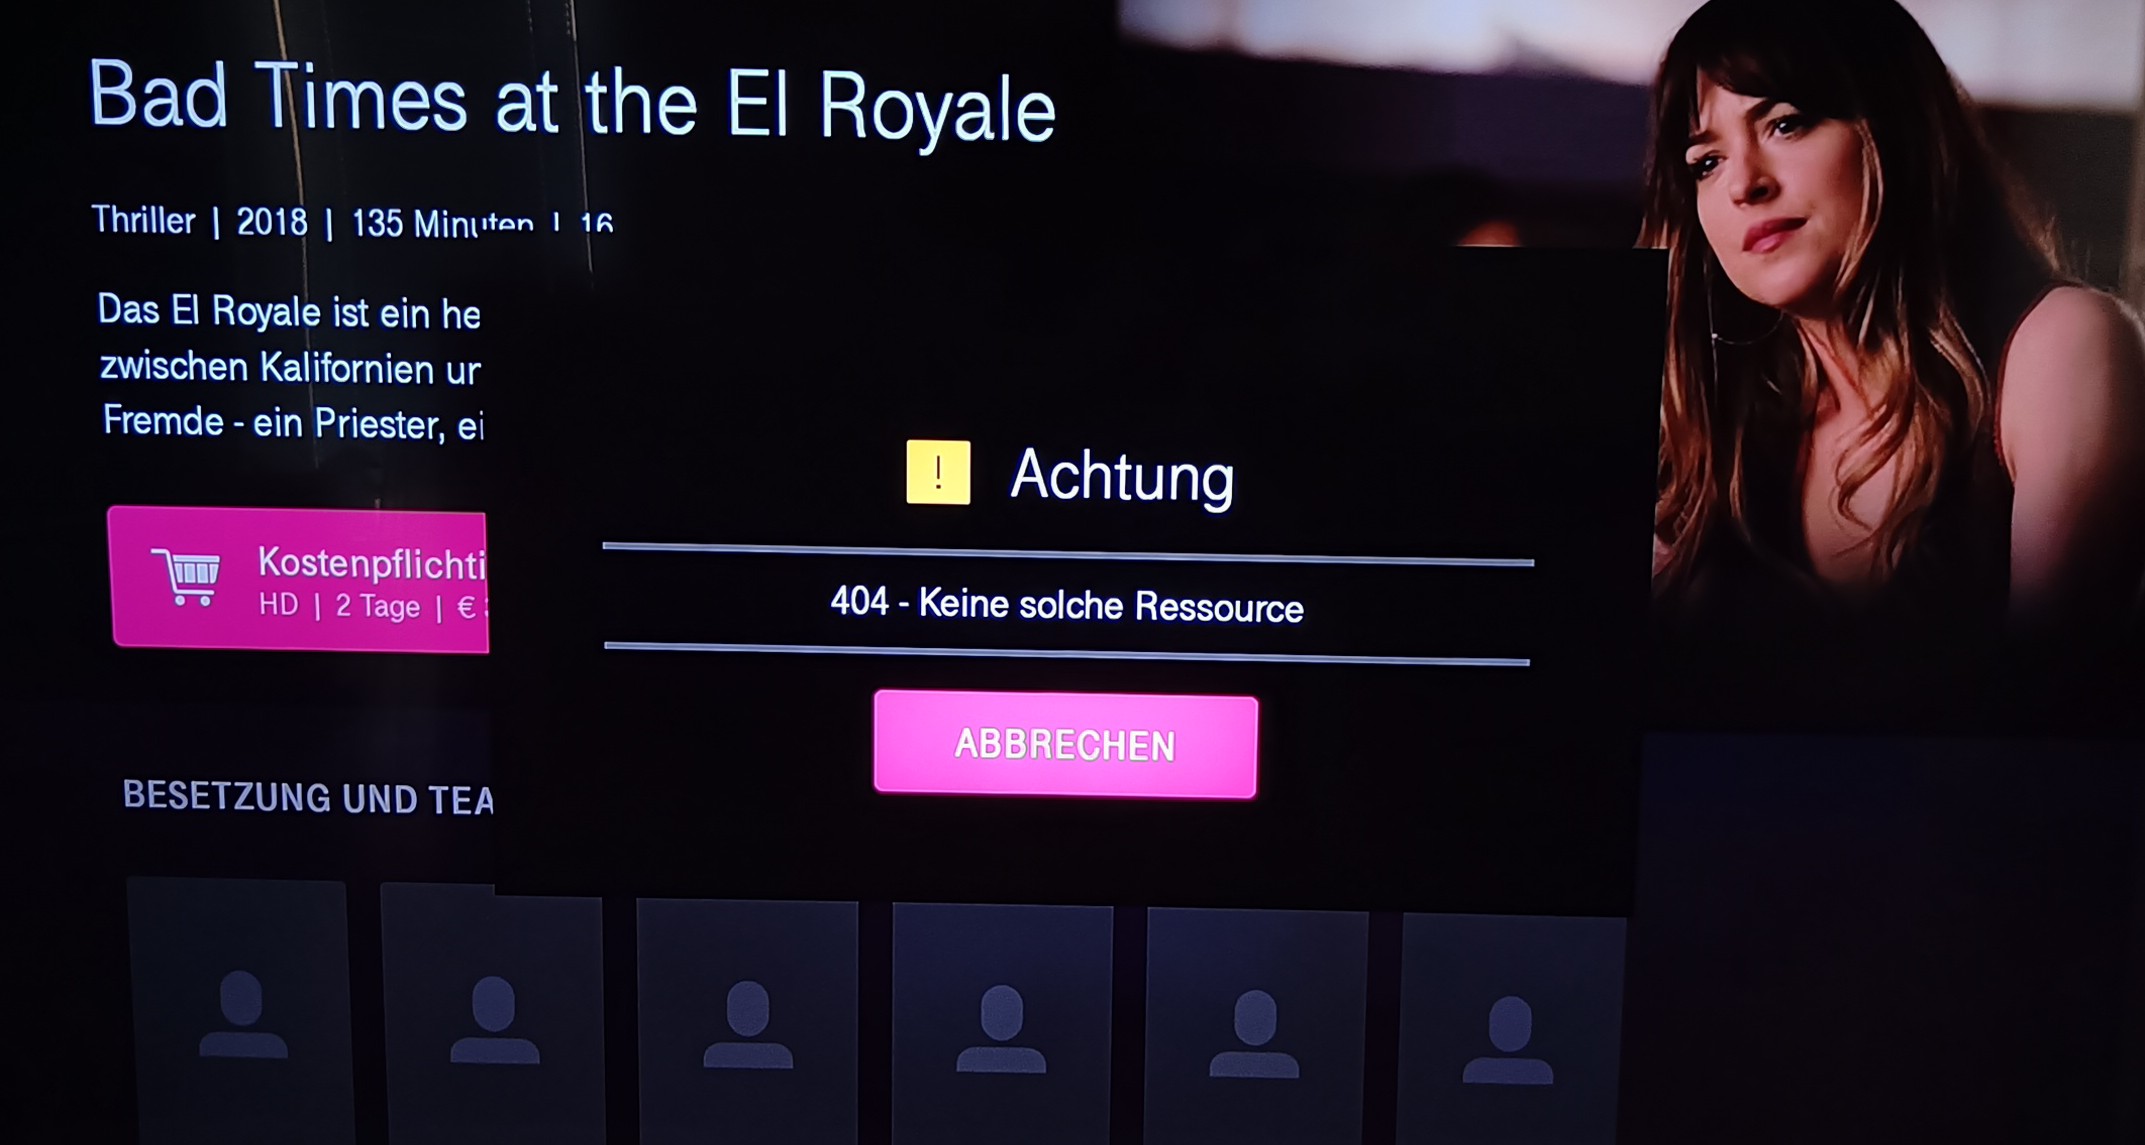 Bad Times at the El Royale
Thriller | 2018 | 135 Minuten | 16
Das El Royale ist ein he
zwischen Kalifornien un
Fremde - ein Priester, ei
! Achtung
Kostenpflichti
HD | 2 Tage | €
404 - Keine solche Ressource
ABBRECHEN
BESETZUNG UND TEA